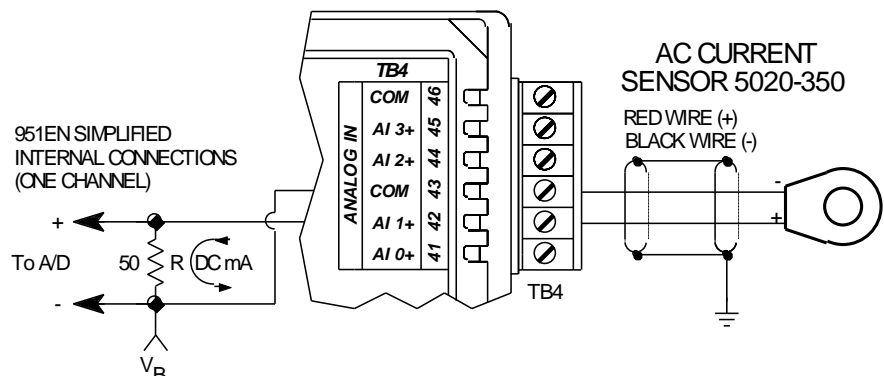 AC CURRENT
SENSOR 5020-350
RED WIRE (+)
BLACK WIRE (-)
951EN SIMPLIFIED
INTERNAL CONNECTIONS
(ONE CHANNEL)
TB4
ANALOG IN
COM 46
AI 3+ 45
AI 2+ 44
COM 43
AI 1+ 42
AI 0+ 41
TB4
-
+
+
To A/D
50 R DC mA
-
VB